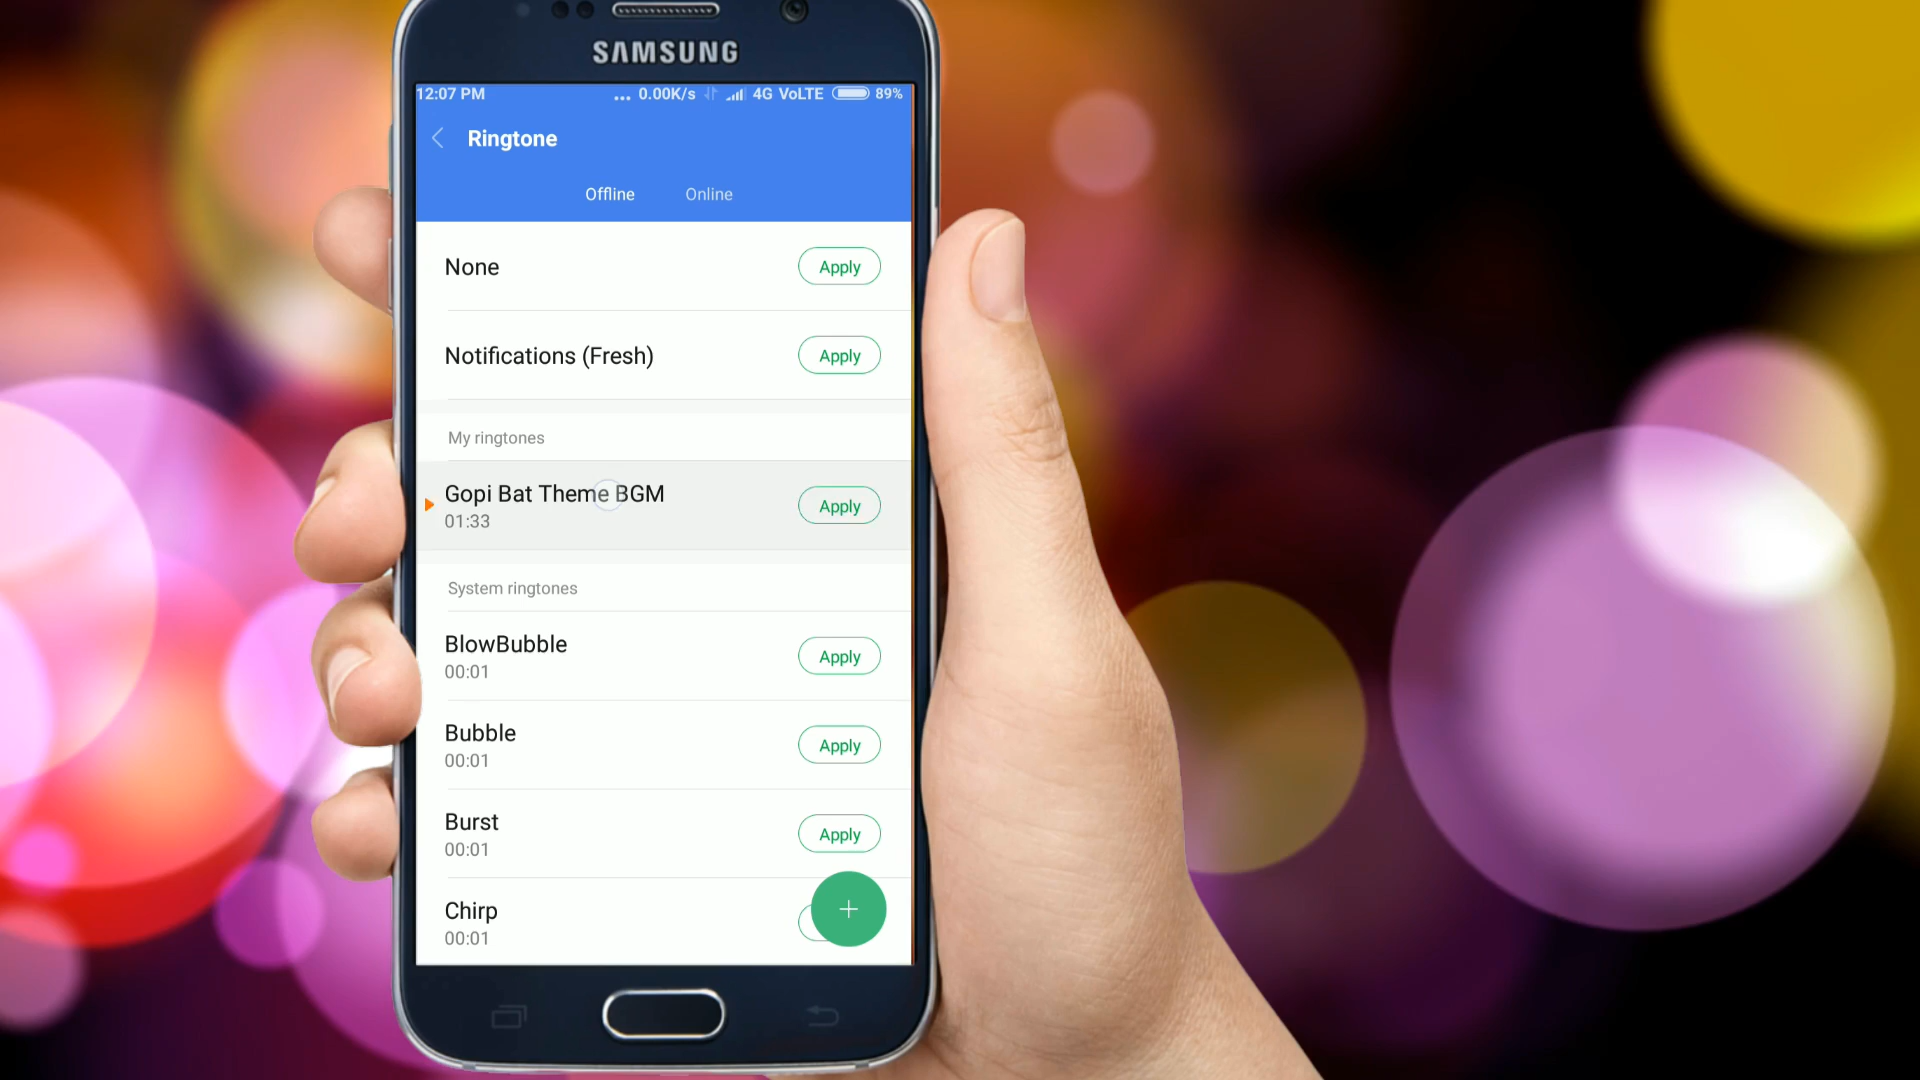 SAMSUNG
12:07 PM ... 0.00K/s 4G VoLTE 89%
Ringtone
Offline Online
None Apply
Notifications (Fresh) Apply
My ringtones
Gopi Bat Theme BGM
01:33 Apply
System ringtones
BlowBubble
00:01 Apply
Bubble
00:01 Apply
Burst
00:01 Apply
Chirp
00:01
+